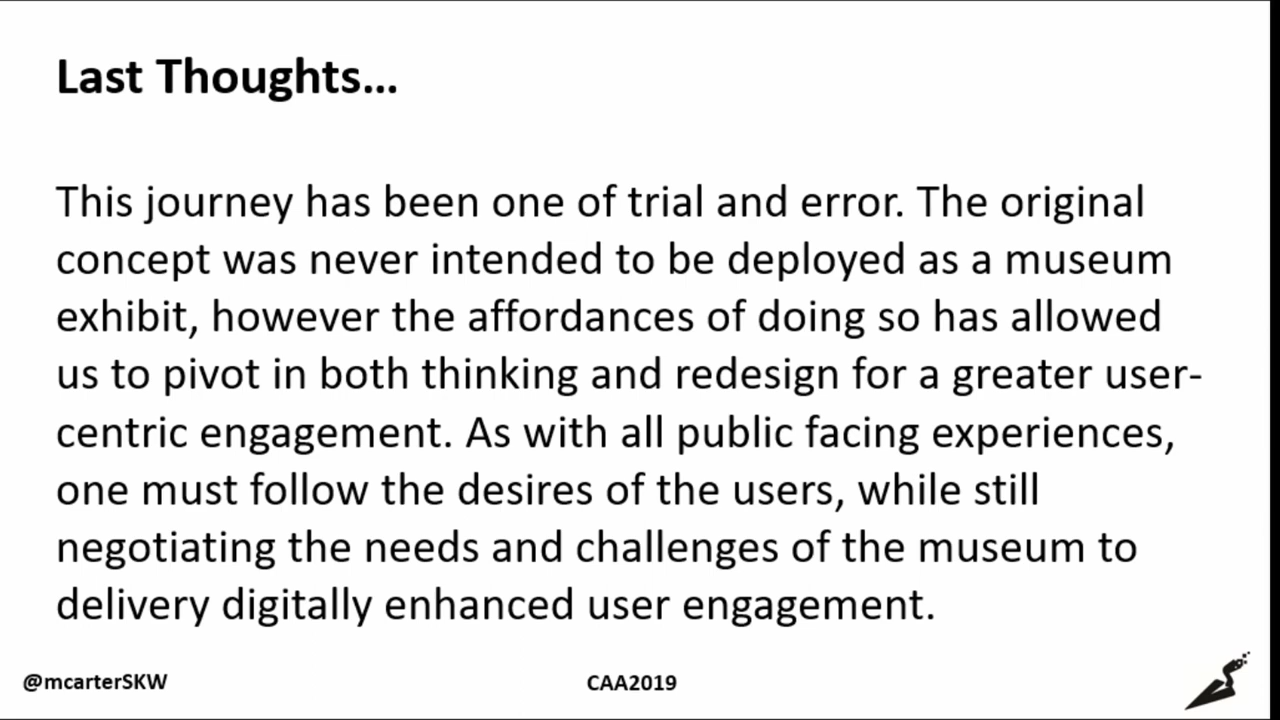 Last Thoughts...
This journey has been one of trial and error. The original
concept was never intended to be deployed as a museum
exhibit, however the affordances of doing so has allowed
us to pivot in both thinking and redesign for a greater user-
centric engagement. As with all public facing experiences,
one must follow the desires of the users, while still
negotiating the needs and challenges of the museum to
delivery digitally enhanced user engagement.
@mcarterSKW
CAA2019